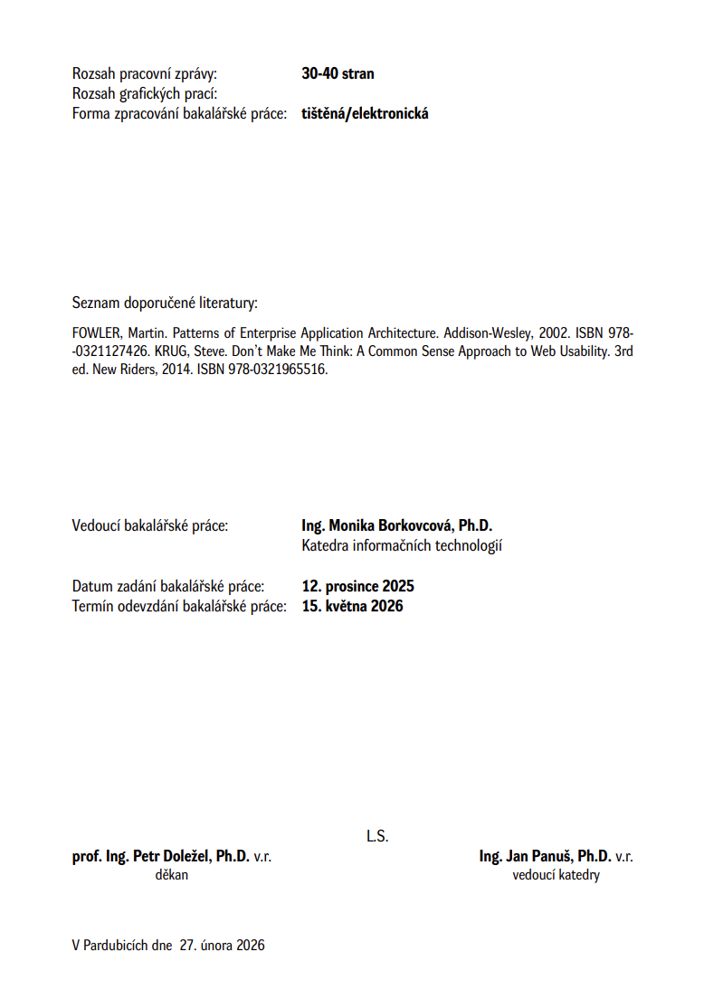 Rozsah pracovní zprávy: 30-40 stran
Rozsah grafických prací:
Forma zpracování bakalářské práce: tištěná/elektronická
Seznam doporučené literatury:
FOWLER, Martin. Patterns of Enterprise Application Architecture. Addison-Wesley, 2002. ISBN 978-
-0321127426. KRUG, Steve. Don't Make Me Think: A Common Sense Approach to Web Usability. 3rd
ed. New Riders, 2014. ISBN 978-0321965516.
Vedoucí bakalářské práce: Ing. Monika Borkovcová, Ph.D.
Katedra informačních technologií
Datum zadání bakalářské práce: 12. prosince 2025
Termín odevzdání bakalářské práce: 15. května 2026
L.S.
prof. Ing. Petr Doležel, Ph.D. v.r. Ing. Jan Panuš, Ph.D. v.r.
děkan vedoucí katedry
V Pardubicích dne 27. února 2026